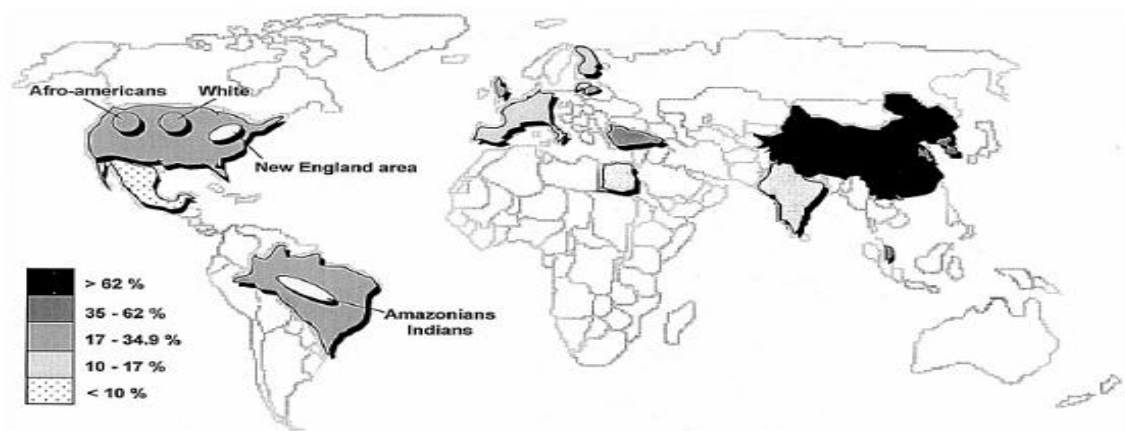 Afro-americans
White
New England area
Amazonians
Indians
> 62 %
35 - 62 %
17 - 34.9 %
10 - 17 %
< 10 %